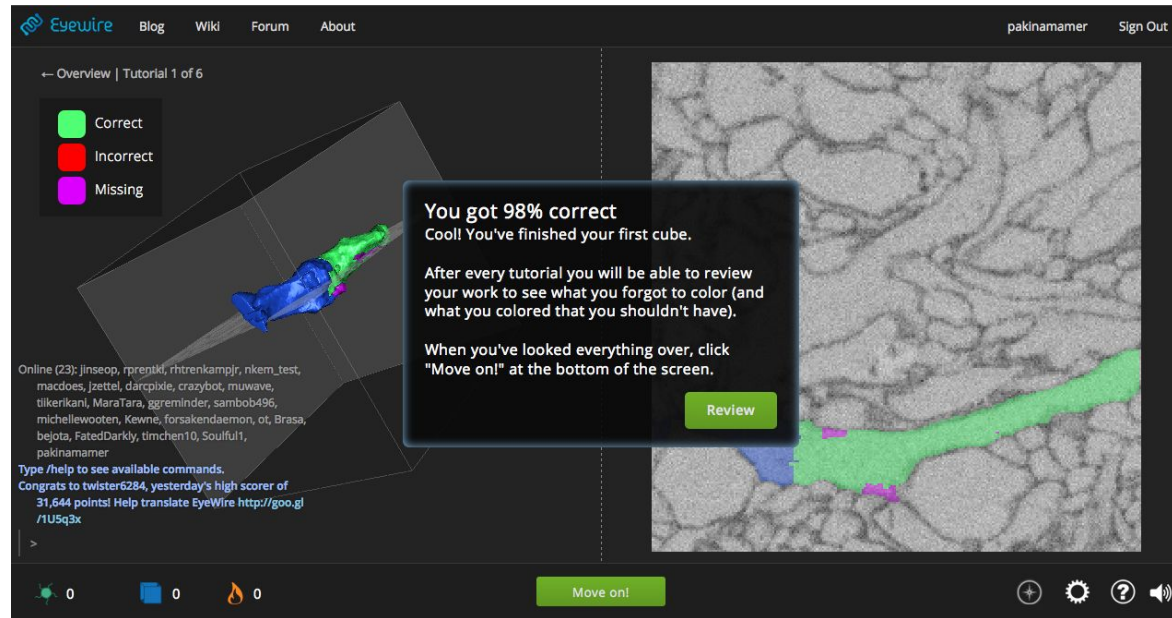 Eyewire Blog Wiki Forum About pakinamamer Sign Out
← Overview | Tutorial 1 of 6
Correct
Incorrect
Missing
You got 98% correct
Cool! You've finished your first cube.
After every tutorial you will be able to review
your work to see what you forgot to color (and
what you colored that you shouldn't have).
When you've looked everything over, click
"Move on!" at the bottom of the screen.
Review
Online (23): jinseop, rprentki, rhtrenkampjr, nkem_test,
macdoes, jzettel, darcpixle, crazybot, muwave,
tiikerikani, MaraTara, ggreminder, sambob496,
michellewooten, Kewne, forsakendaemon, ot, Brasa,
bejota, FatedDarkly, timchen10, Soulful1,
pakinamamer
Type /help to see available commands.
Congrats to twister6284, yesterday's high scorer of
31,644 points! Help translate EyeWire http://goo.gl
/1U5q3x
>
0 0 0 Move on! ?